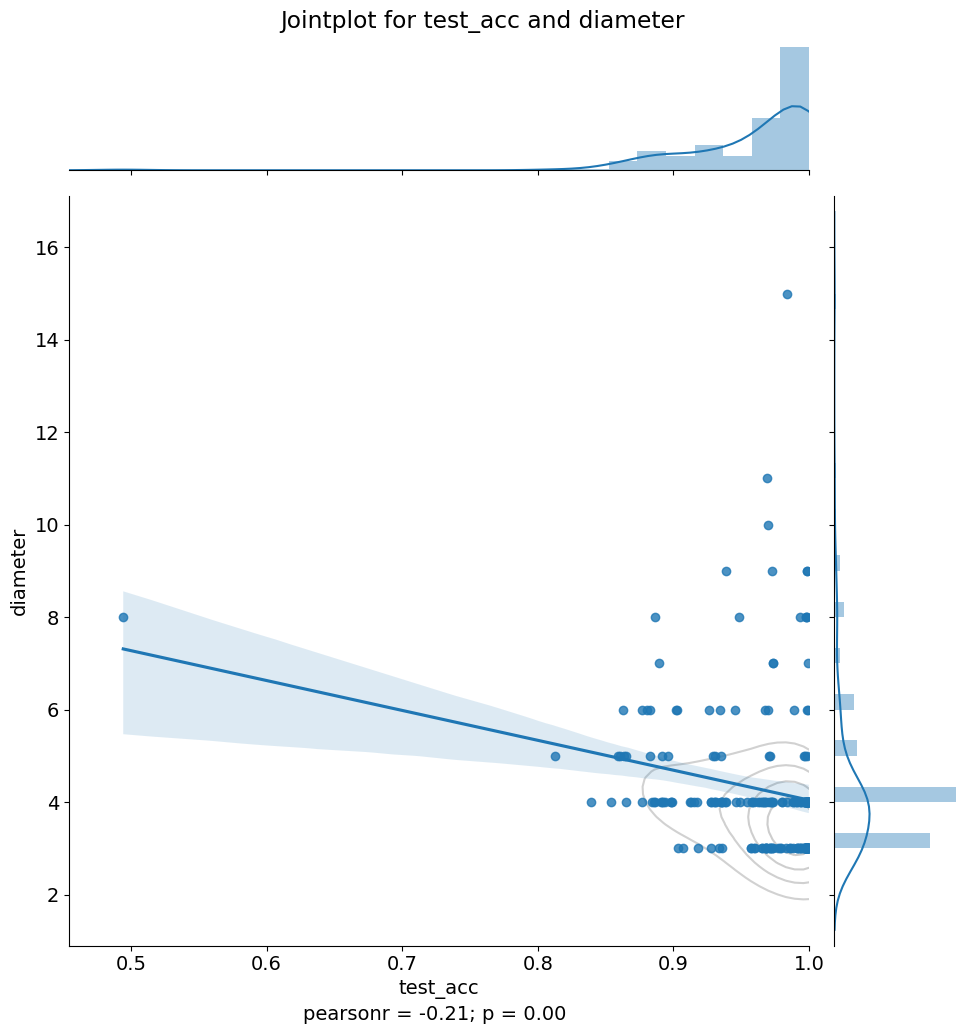 Jointplot for test_acc and diameter
16
14
12
10
8
6
4
2
diameter
0.5 0.6 0.7 0.8 0.9 1.0
test_acc
pearsonr = -0.21; p = 0.00